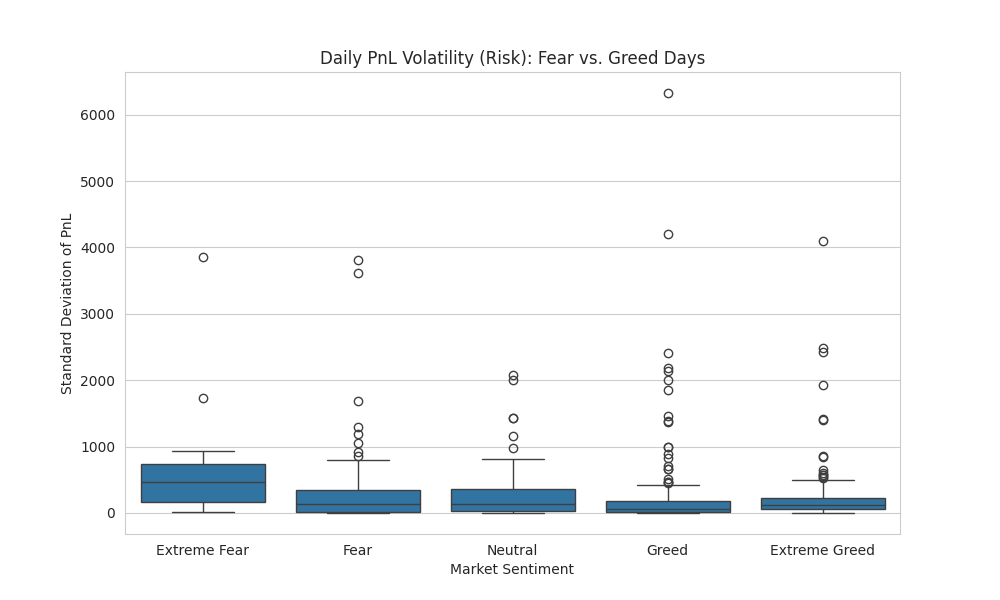 Daily PnL Volatility (Risk): Fear vs. Greed Days
Standard Deviation of PnL
6000
5000
4000
3000
2000
1000
0
Extreme Fear
Fear
Neutral
Greed
Extreme Greed
Market Sentiment